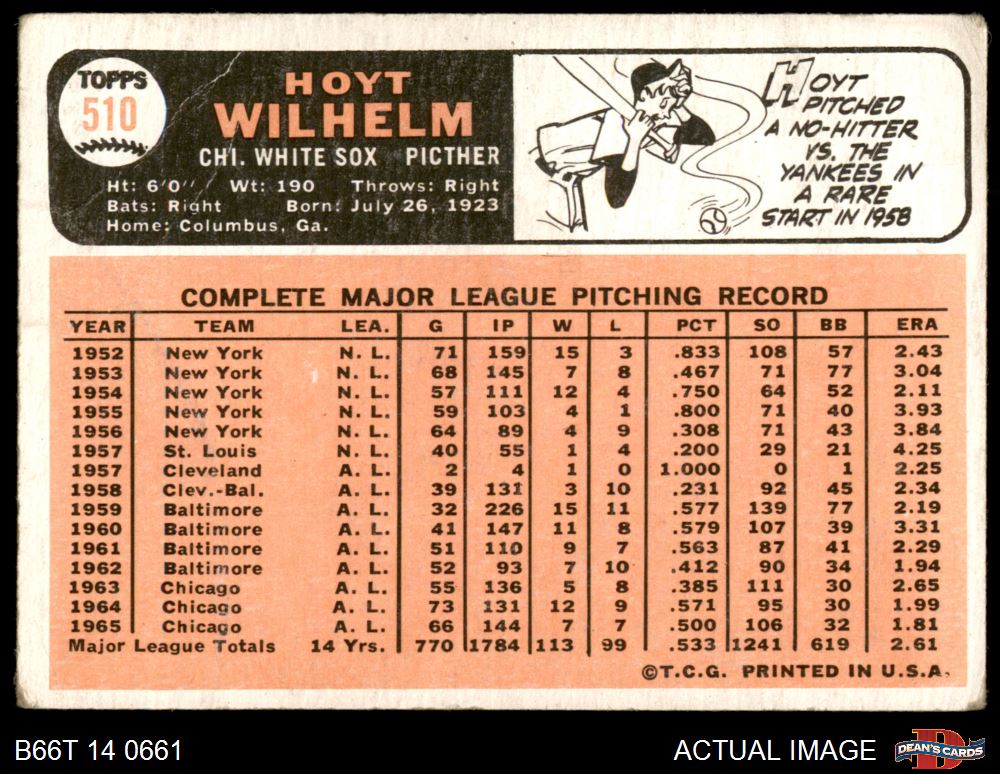 TOPPS
510
HOYT
WILHELM
CHI. WHITE SOX PICTHER
Ht: 6'0" Wt: 190 Throws: Right
Bats: Right Born: July 26, 1923
Home: Columbus, Ga.
HOYT
PITCHED
A NO-HITTER
VS. THE
YANKEES IN
A RARE
START IN 1958
COMPLETE MAJOR LEAGUE PITCHING RECORD
YEAR TEAM LEA. G IP W L PCT SO BB ERA
1952 New York N. L. 71 159 15 3 .833 108 57 2.43
1953 New York N. L. 68 145 7 8 .467 71 77 3.04
1954 New York N. L. 57 111 12 4 .750 64 52 2.11
1955 New York N. L. 59 103 4 1 .800 71 40 3.93
1956 New York N. L. 64 89 4 9 .308 71 43 3.84
1957 St. Louis N. L. 40 55 1 4 .200 29 21 4.25
1957 Cleveland A. L. 2 4 1 0 1.000 0 1 2.25
1958 Clev.-Bal. A. L. 39 131 3 10 .231 92 45 2.34
1959 Baltimore A. L. 32 226 15 11 .577 139 77 2.19
1960 Baltimore A. L. 41 147 11 8 .579 107 39 3.31
1961 Baltimore A. L. 51 110 9 7 .563 87 41 2.29
1962 Baltimore A. L. 52 93 7 10 .412 90 34 1.94
1963 Chicago A. L. 55 136 5 8 .385 111 30 2.65
1964 Chicago A. L. 73 131 12 9 .571 95 30 1.99
1965 Chicago A. L. 66 144 7 7 .500 106 32 1.81
Major League Totals 14 Yrs. 770 1784 113 99 .533 1241 619 2.61
©T.C.G. PRINTED IN U.S.A.
B66T 14 0661
ACTUAL IMAGE
DEAN'S CARDS